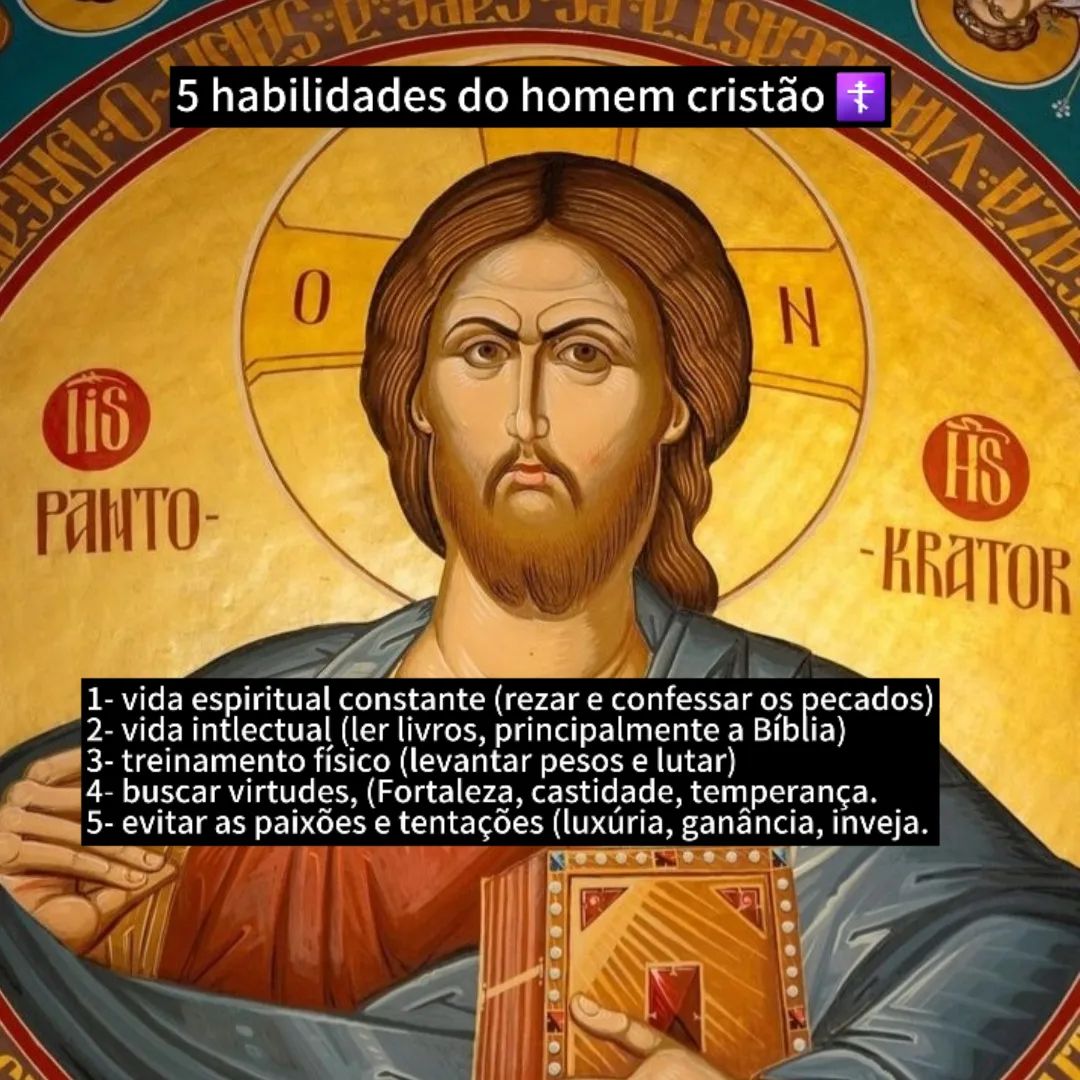 5 habilidades do homem cristão ☦️
O
N
IIS
HS
PANTO-
-KRATOR
1- vida espiritual constante (rezar e confessar os pecados)
2- vida intlectual (ler livros, principalmente a Bíblia)
3- treinamento físico (levantar pesos e lutar)
4- buscar virtudes, (Fortaleza, castidade, temperança.
5- evitar as paixões e tentações (luxúria, ganância, inveja.